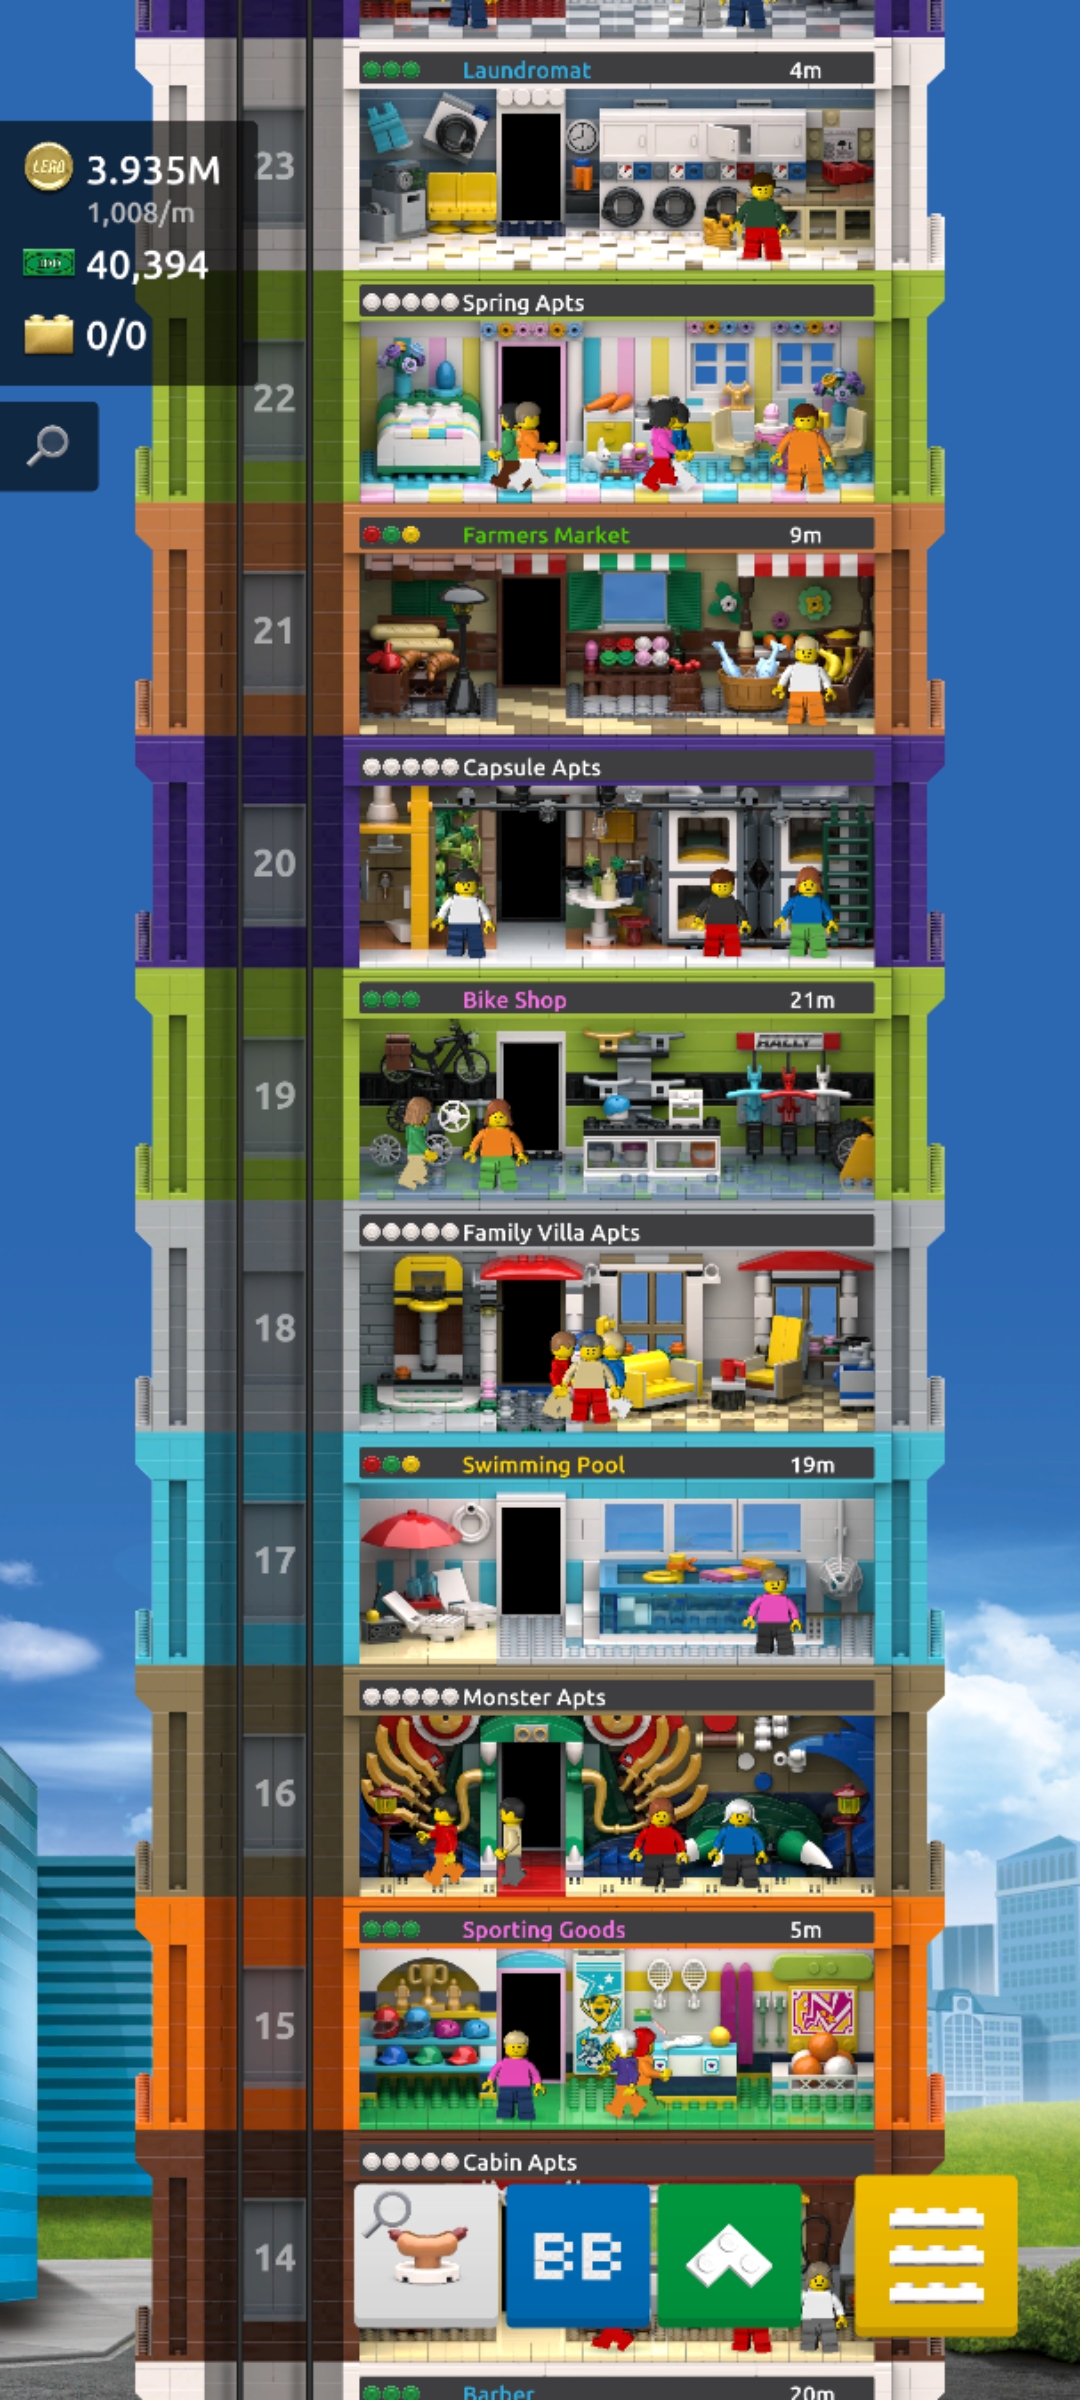 Laundromat 4m
23
LEGO 3.935M
1,008/m
40,394
0/0
Spring Apts
22
Farmers Market 9m
21
Capsule Apts
20
Bike Shop 21m
RALLY
19
Family Villa Apts
18
Swimming Pool 19m
17
Monster Apts
16
Sporting Goods 5m
15
Cabin Apts
14
BB
Barber 20m